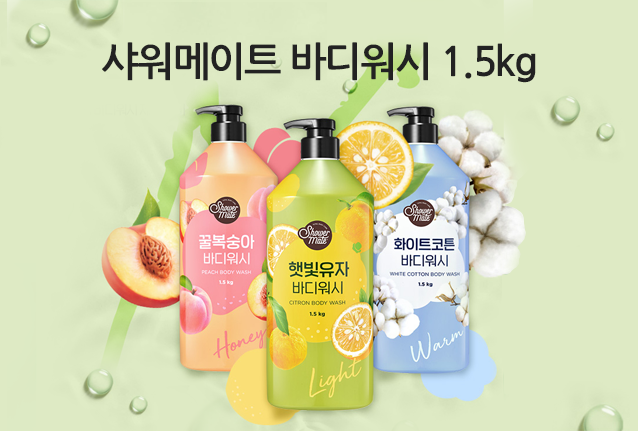 샤워메이트 바디워시 1.5kg
Shower
Mate
꿀복숭아
바디워시
PEACH BODY WASH
1.5 kg
Honey
Shower
Mate
햇빛유자
바디워시
CITRON BODY WASH
1.5 kg
Light
Shower
Mate
화이트코튼
바디워시
WHITE COTTON BODY WASH
1.5 kg
Warm